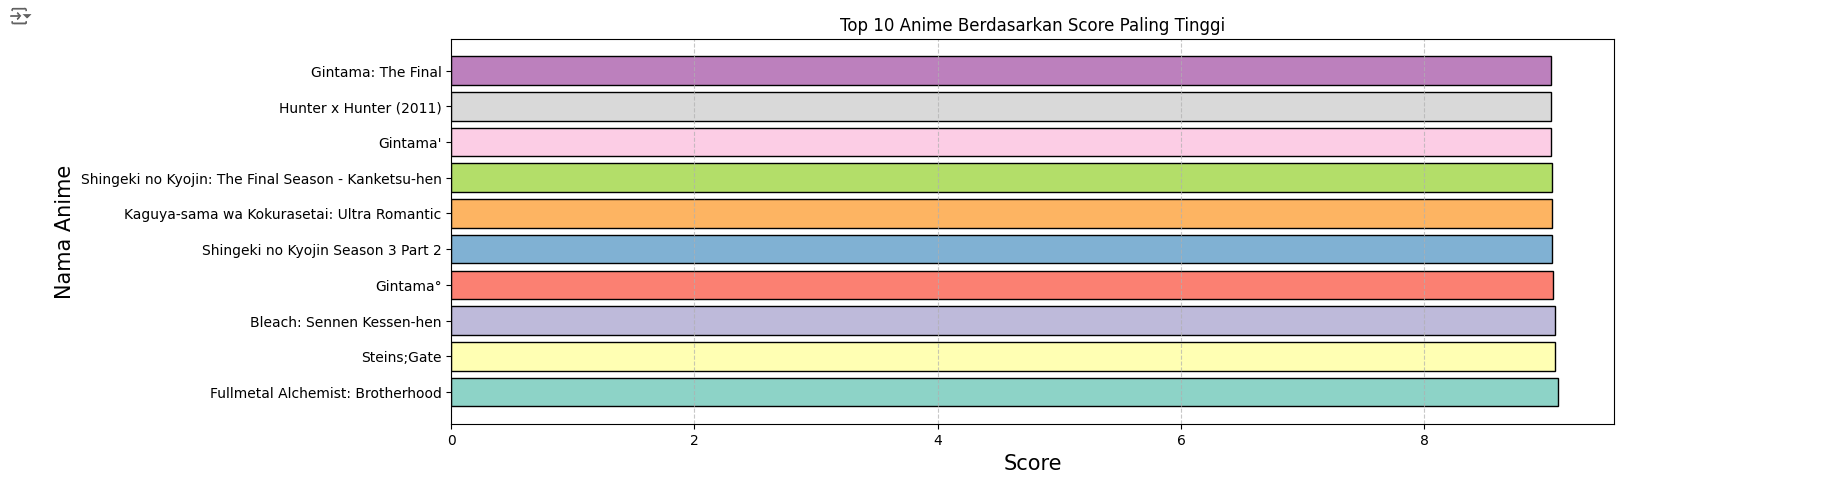 Top 10 Anime Berdasarkan Score Paling Tinggi
Nama Anime
Gintama: The Final
Hunter x Hunter (2011)
Gintama'
Shingeki no Kyojin: The Final Season - Kanketsu-hen
Kaguya-sama wa Kokurasetai: Ultra Romantic
Shingeki no Kyojin Season 3 Part 2
Gintama°
Bleach: Sennen Kessen-hen
Steins;Gate
Fullmetal Alchemist: Brotherhood
0 2 4 6 8
Score